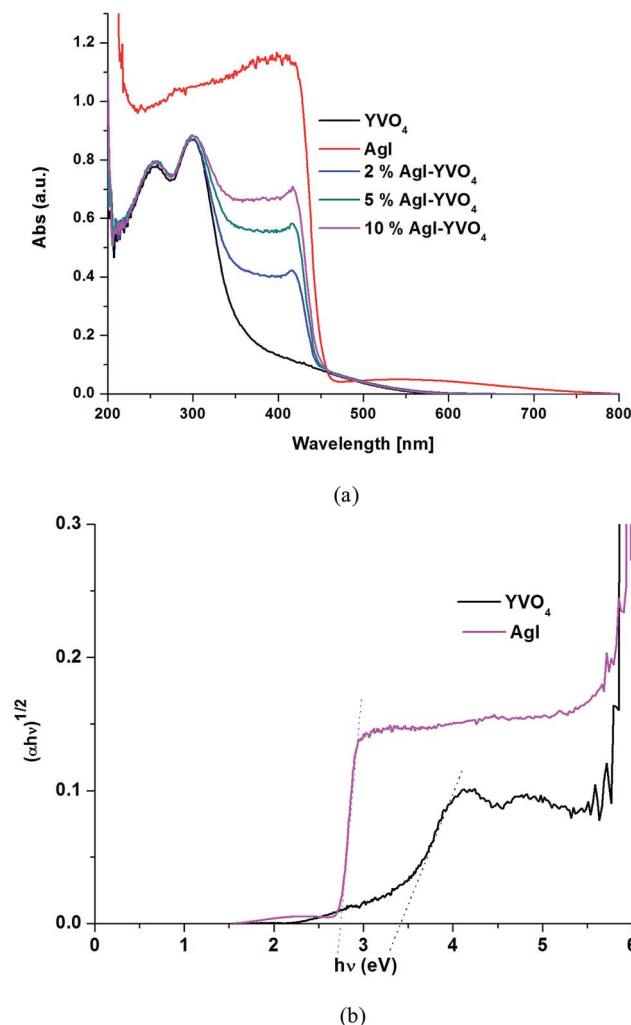 1.2
1.0
0.8
0.6
0.4
0.2
0.0
Abs (a.u.)
YVO₄
AgI
2 % AgI-YVO₄
5 % AgI-YVO₄
10 % AgI-YVO₄
200 300 400 500 600 700 800
Wavelength [nm]
(a)
0.3
0.2
0.1
0.0
(αhν)^1/2
YVO₄
AgI
0 1 2 3 4 5 6
hν (eV)
(b)